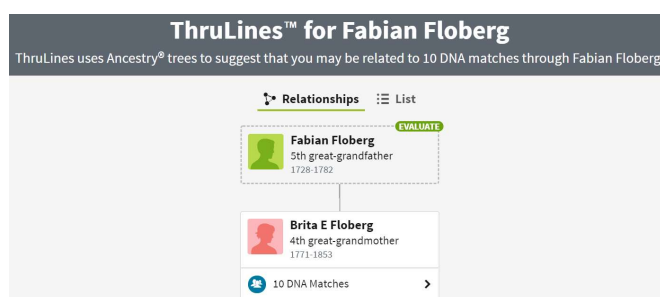 ThruLines™ for Fabian Floberg
ThruLines uses Ancestry® trees to suggest that you may be related to 10 DNA matches through Fabian Floberg
Relationships List
EVALUATE
Fabian Floberg
5th great-grandfather
1728-1782
Brita E Floberg
4th great-grandmother
1771-1853
10 DNA Matches